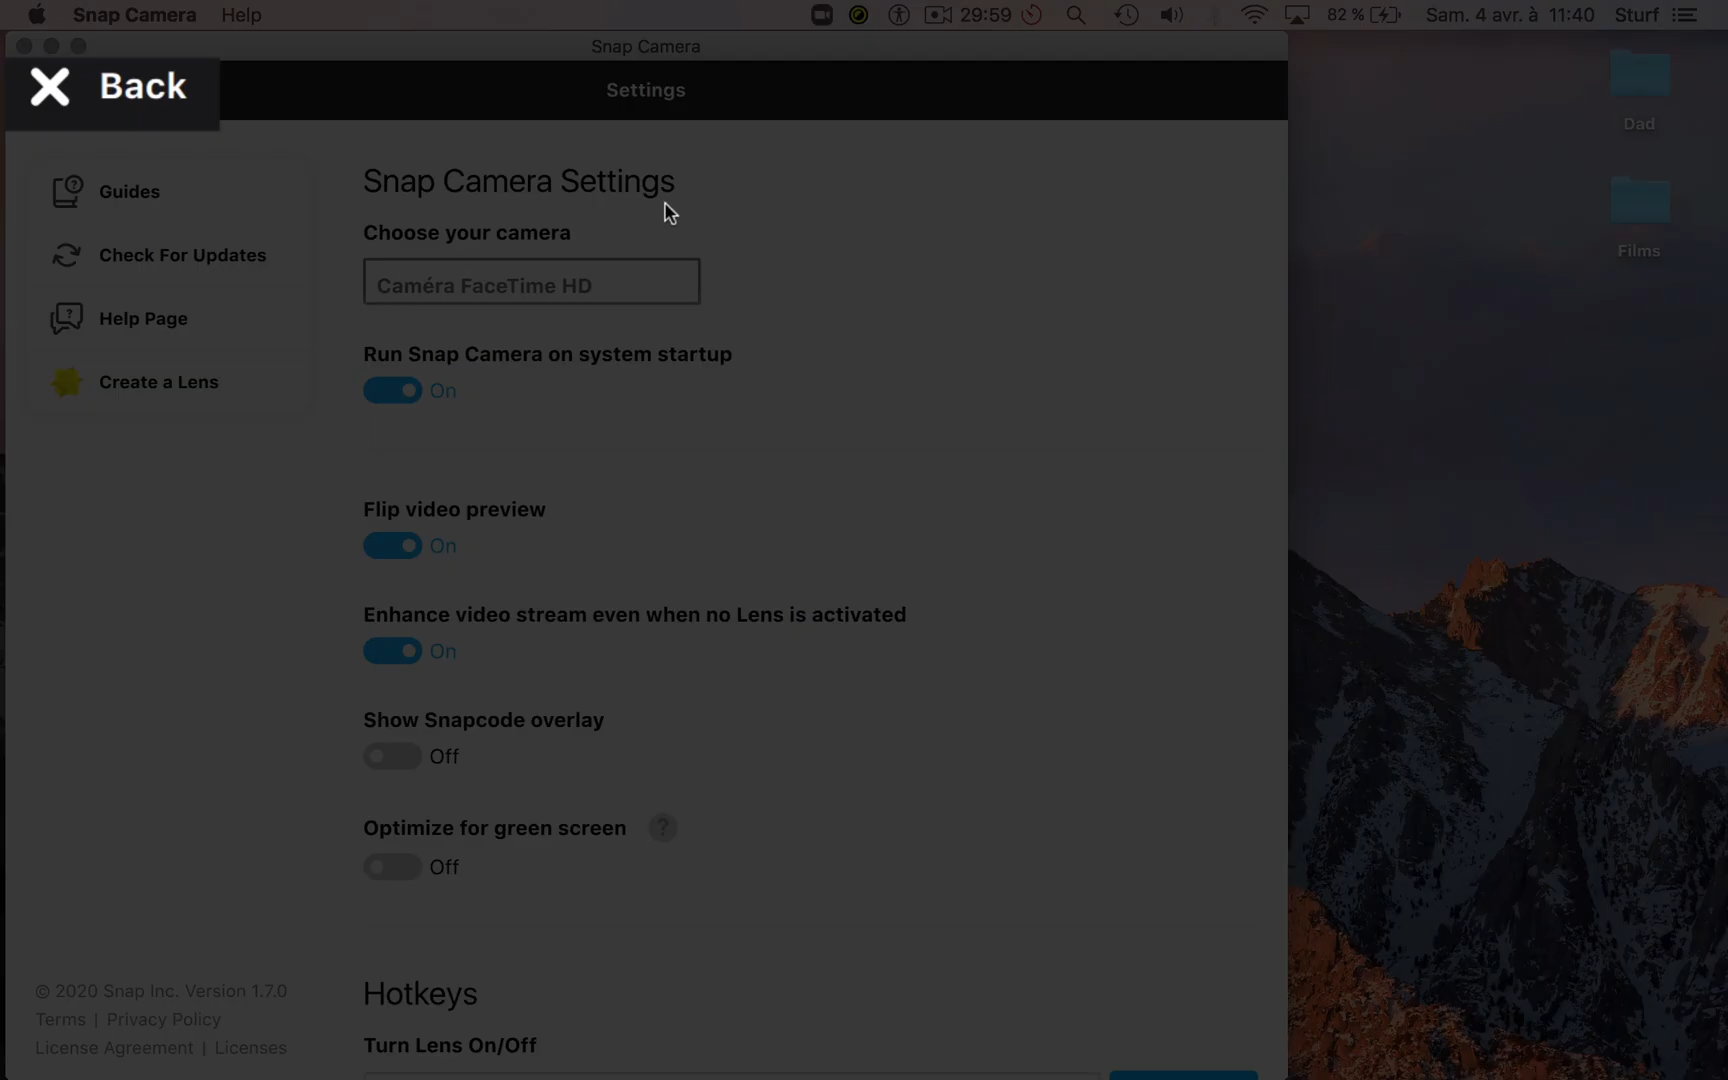 Snap Camera Help 29:59 82 % Sam. 4 avr. à 11:40 Sturf
Snap Camera
Back
Settings
Dad
Films
Guides
Check For Updates
Help Page
Create a Lens
Snap Camera Settings
Choose your camera
Caméra FaceTime HD
Run Snap Camera on system startup
On
Flip video preview
On
Enhance video stream even when no Lens is activated
On
Show Snapcode overlay
Off
Optimize for green screen ?
Off
© 2020 Snap Inc. Version 1.7.0
Terms | Privacy Policy
License Agreement | Licenses
Hotkeys
Turn Lens On/Off